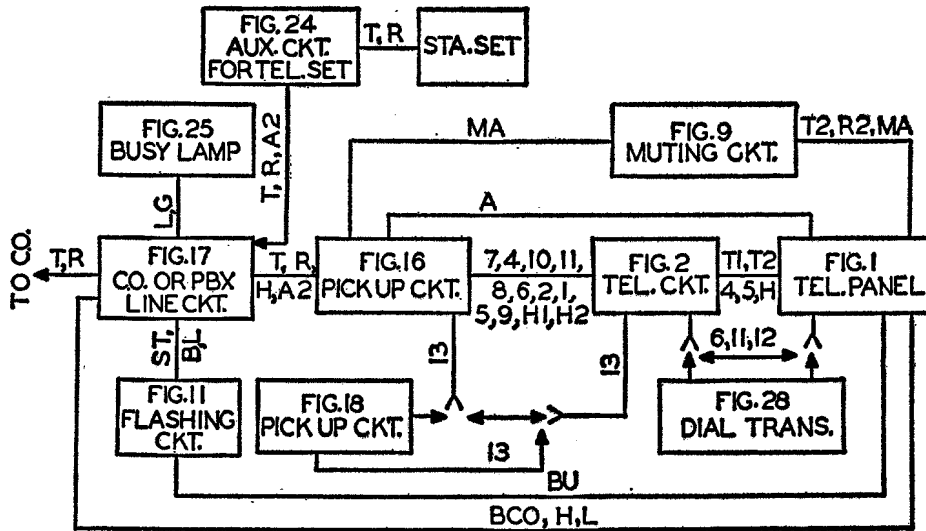 FIG.24
AUX. CKT.
FOR TEL. SET
T, R
STA. SET
FIG.25
BUSY LAMP
T, R, A2
MA
FIG.9
MUTING CKT.
T2, R2, MA
L,G
A
TO CO.
T,R
FIG.17
C.O. OR PBX
LINE CKT.
T, R,
H, A2
FIG.16
PICK UP CKT.
7, 4, 10, 11,
8, 6, 2, 1,
5, 9, H1, H2
FIG. 2
TEL. CKT.
T1, T2
4, 5, H
FIG. 1
TEL. PANEL
ST,
BL
13
13
6, 11, 12
FIG.11
FLASHING
CKT.
FIG.18
PICK UP CKT.
13
FIG. 28
DIAL TRANS.
BU
BCO, H, L